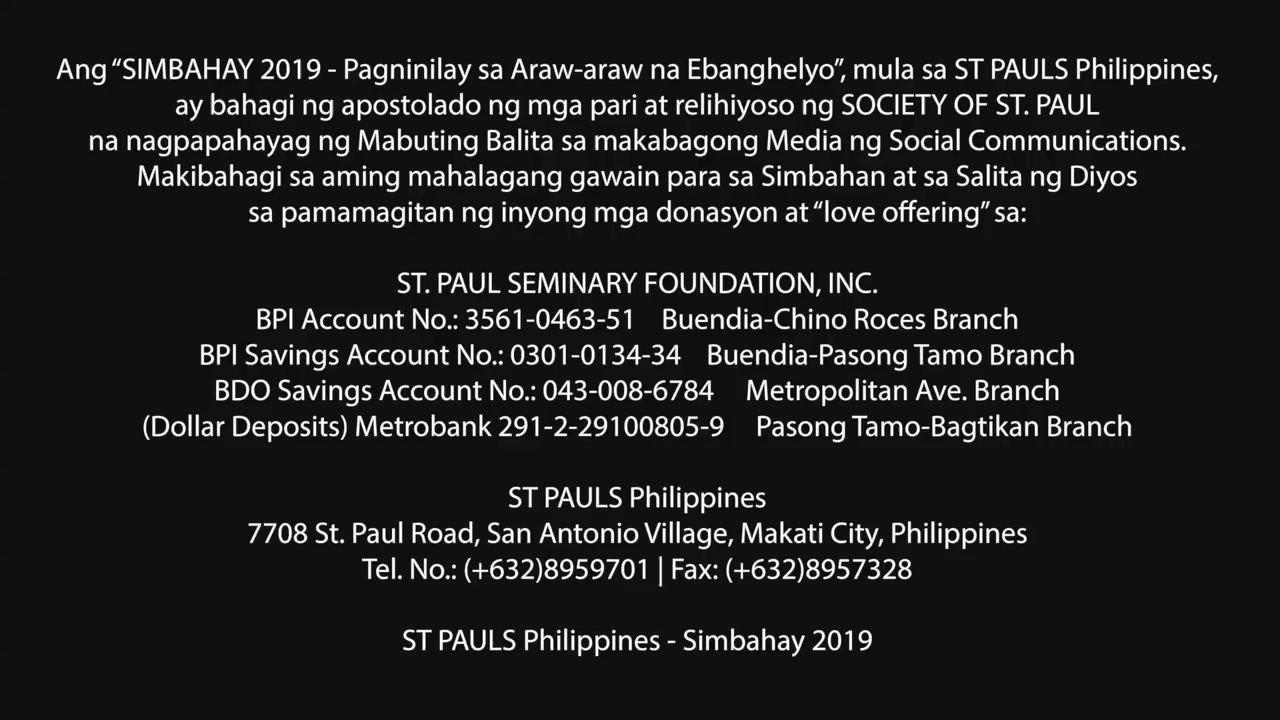 Ang “SIMBAHAY 2019 - Pagninilay sa Araw-araw na Ebanghelyo”, mula sa ST PAULS Philippines,
ay bahagi ng apostolado ng mga pari at relihiyoso ng SOCIETY OF ST. PAUL
na nagpapahayag ng Mabuting Balita sa makabagong Media ng Social Communications.
Makibahagi sa aming mahalagang gawain para sa Simbahan at sa Salita ng Diyos
sa pamamagitan ng inyong mga donasyon at “love offering” sa:
ST. PAUL SEMINARY FOUNDATION, INC.
BPI Account No.: 3561-0463-51 Buendia-Chino Roces Branch
BPI Savings Account No.: 0301-0134-34 Buendia-Pasong Tamo Branch
BDO Savings Account No.: 043-008-6784 Metropolitan Ave. Branch
(Dollar Deposits) Metrobank 291-2-29100805-9 Pasong Tamo-Bagtikan Branch
ST PAULS Philippines
7708 St. Paul Road, San Antonio Village, Makati City, Philippines
Tel. No.: (+632)8959701 | Fax: (+632)8957328
ST PAULS Philippines - Simbahay 2019